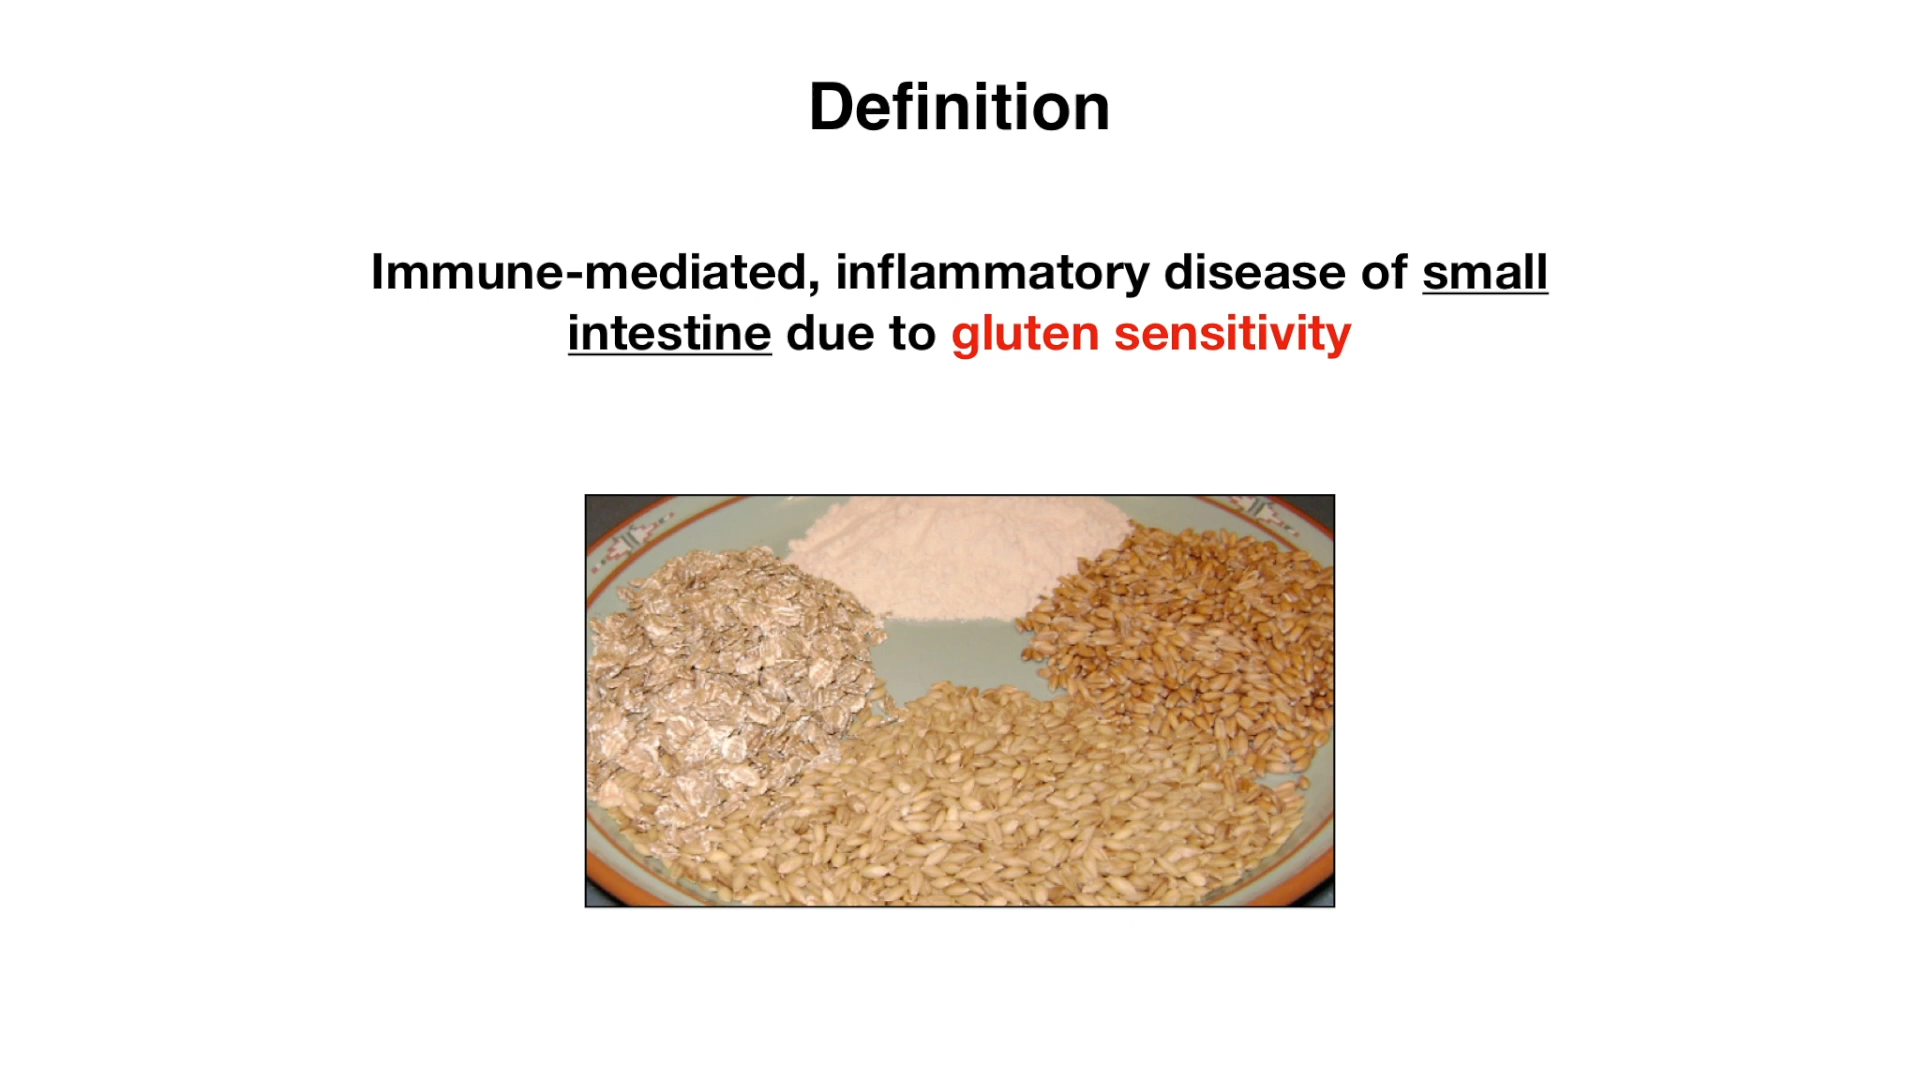 Definition
Immune-mediated, inflammatory disease of small
intestine due to gluten sensitivity